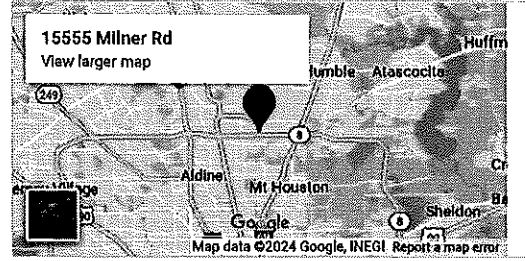 15555 Milner Rd
View larger map
Huffm
Humble
Atascocita
249
8
Aldine
Mt Houston
Cr
Village
Sheldon
8
Google
Map data ©2024 Google, INEGI
Report a map error